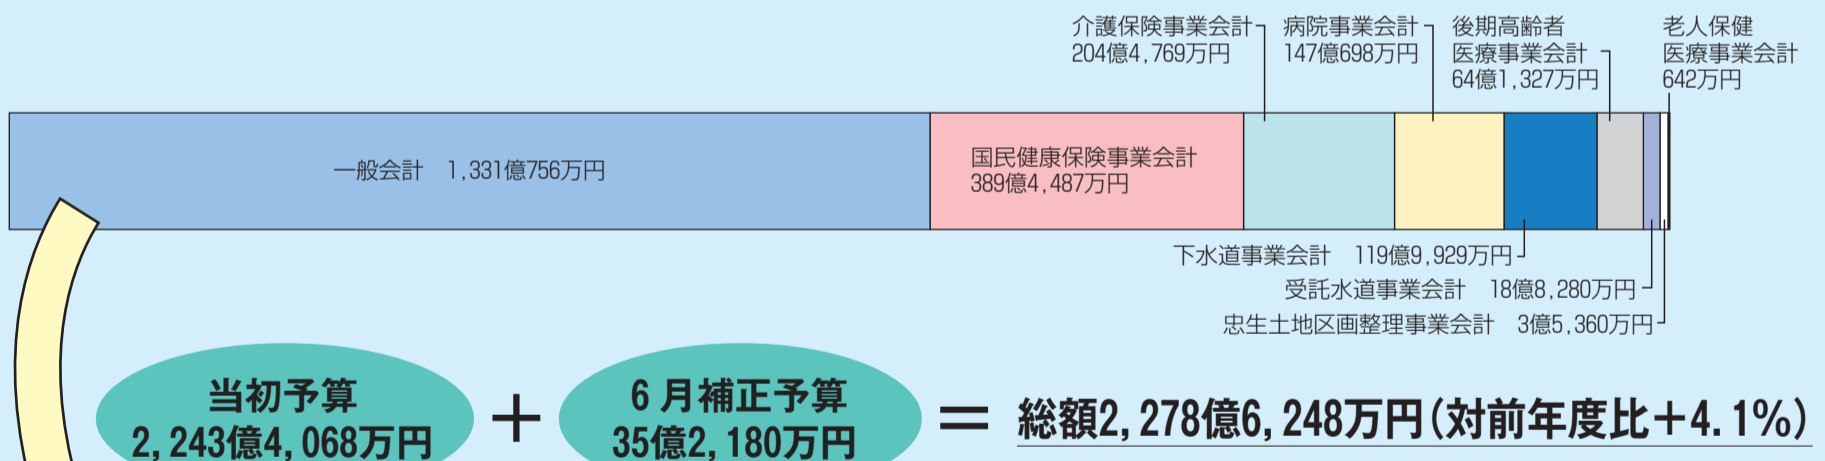 介護保険事業会計
204億4,769万円
病院事業会計
147億698万円
後期高齢者
医療事業会計
64億1,327万円
老人保健
医療事業会計
642万円
一般会計 1,331億756万円
国民健康保険事業会計
389億4,487万円
下水道事業会計 119億9,929万円
受託水道事業会計 18億8,280万円
忠生土地区画整理事業会計 3億5,360万円
当初予算
2,243億4,068万円
+
6月補正予算
35億2,180万円
=
総額2,278億6,248万円(対前年度比+4.1%)